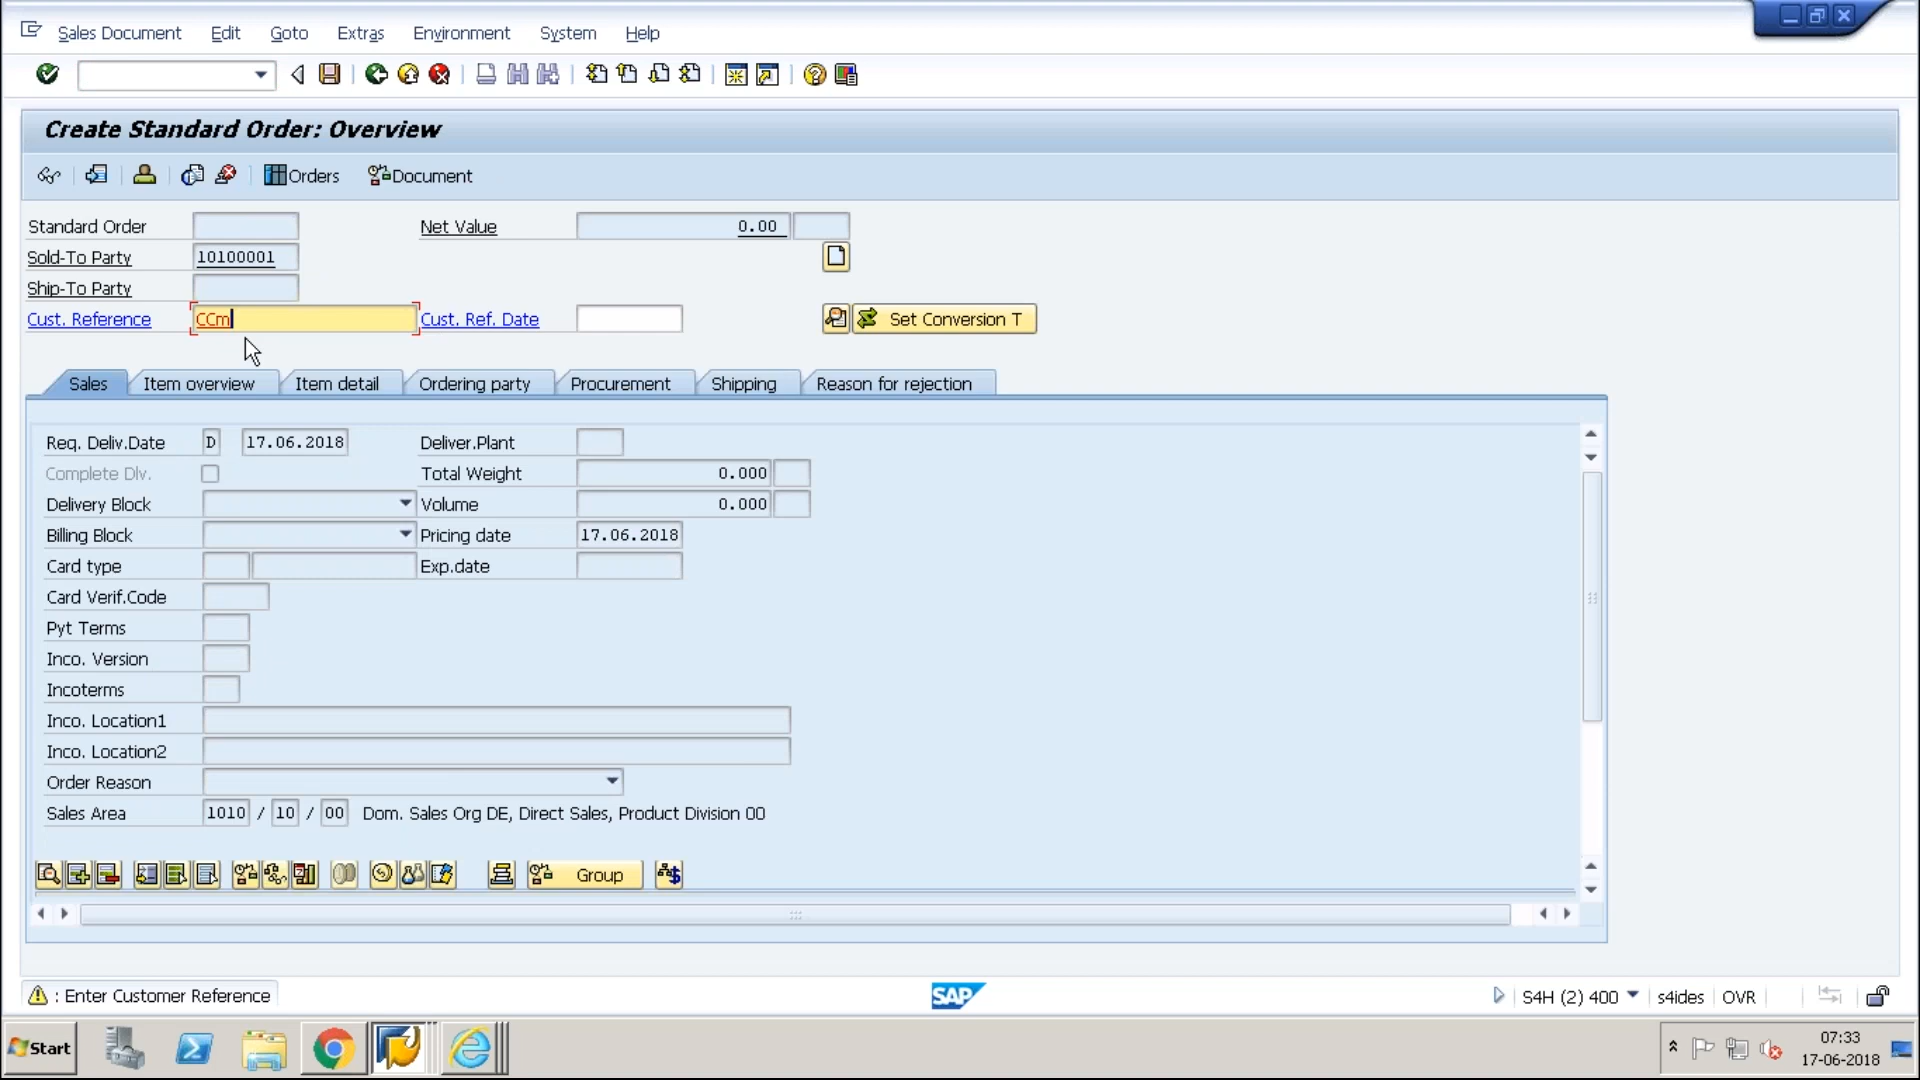 Sales Document Edit Goto Extras Environment System Help
Create Standard Order: Overview
Orders Document
Standard Order Net Value 0.00
Sold-To Party 10100001
Ship-To Party
Cust. Reference CCm Cust. Ref. Date Set Conversion T
Sales Item overview Item detail Ordering party Procurement Shipping Reason for rejection
Req. Deliv.Date D 17.06.2018 Deliver.Plant
Complete Dlv. Total Weight 0.000
Delivery Block Volume 0.000
Billing Block Pricing date 17.06.2018
Card type Exp.date
Card Verif.Code
Pyt Terms
Inco. Version
Incoterms
Inco. Location1
Inco. Location2
Order Reason
Sales Area 1010 / 10 / 00 Dom. Sales Org DE, Direct Sales, Product Division 00
Group
: Enter Customer Reference SAP S4H (2) 400 s4ides OVR
Start 07:33
17-06-2018